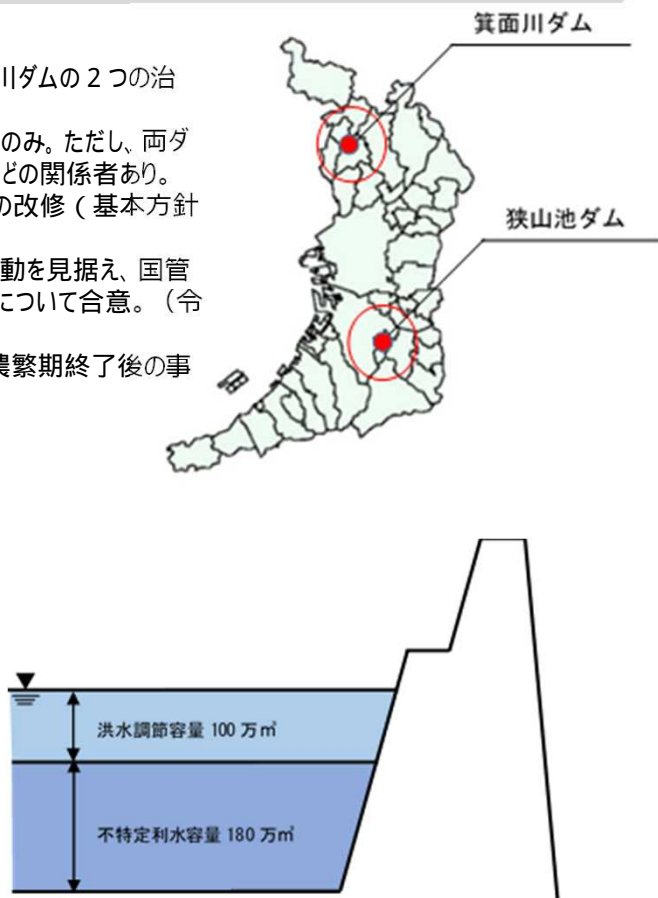 箕面川ダム
川ダムの２つの治
のみ。ただし、両ダ
どの関係者あり。
の改修（基本方針
狭山池ダム
動を見据え、国管
について合意。（令
農繁期終了後の事
洪水調節容量 100 万㎥
不特定利水容量 180 万㎥